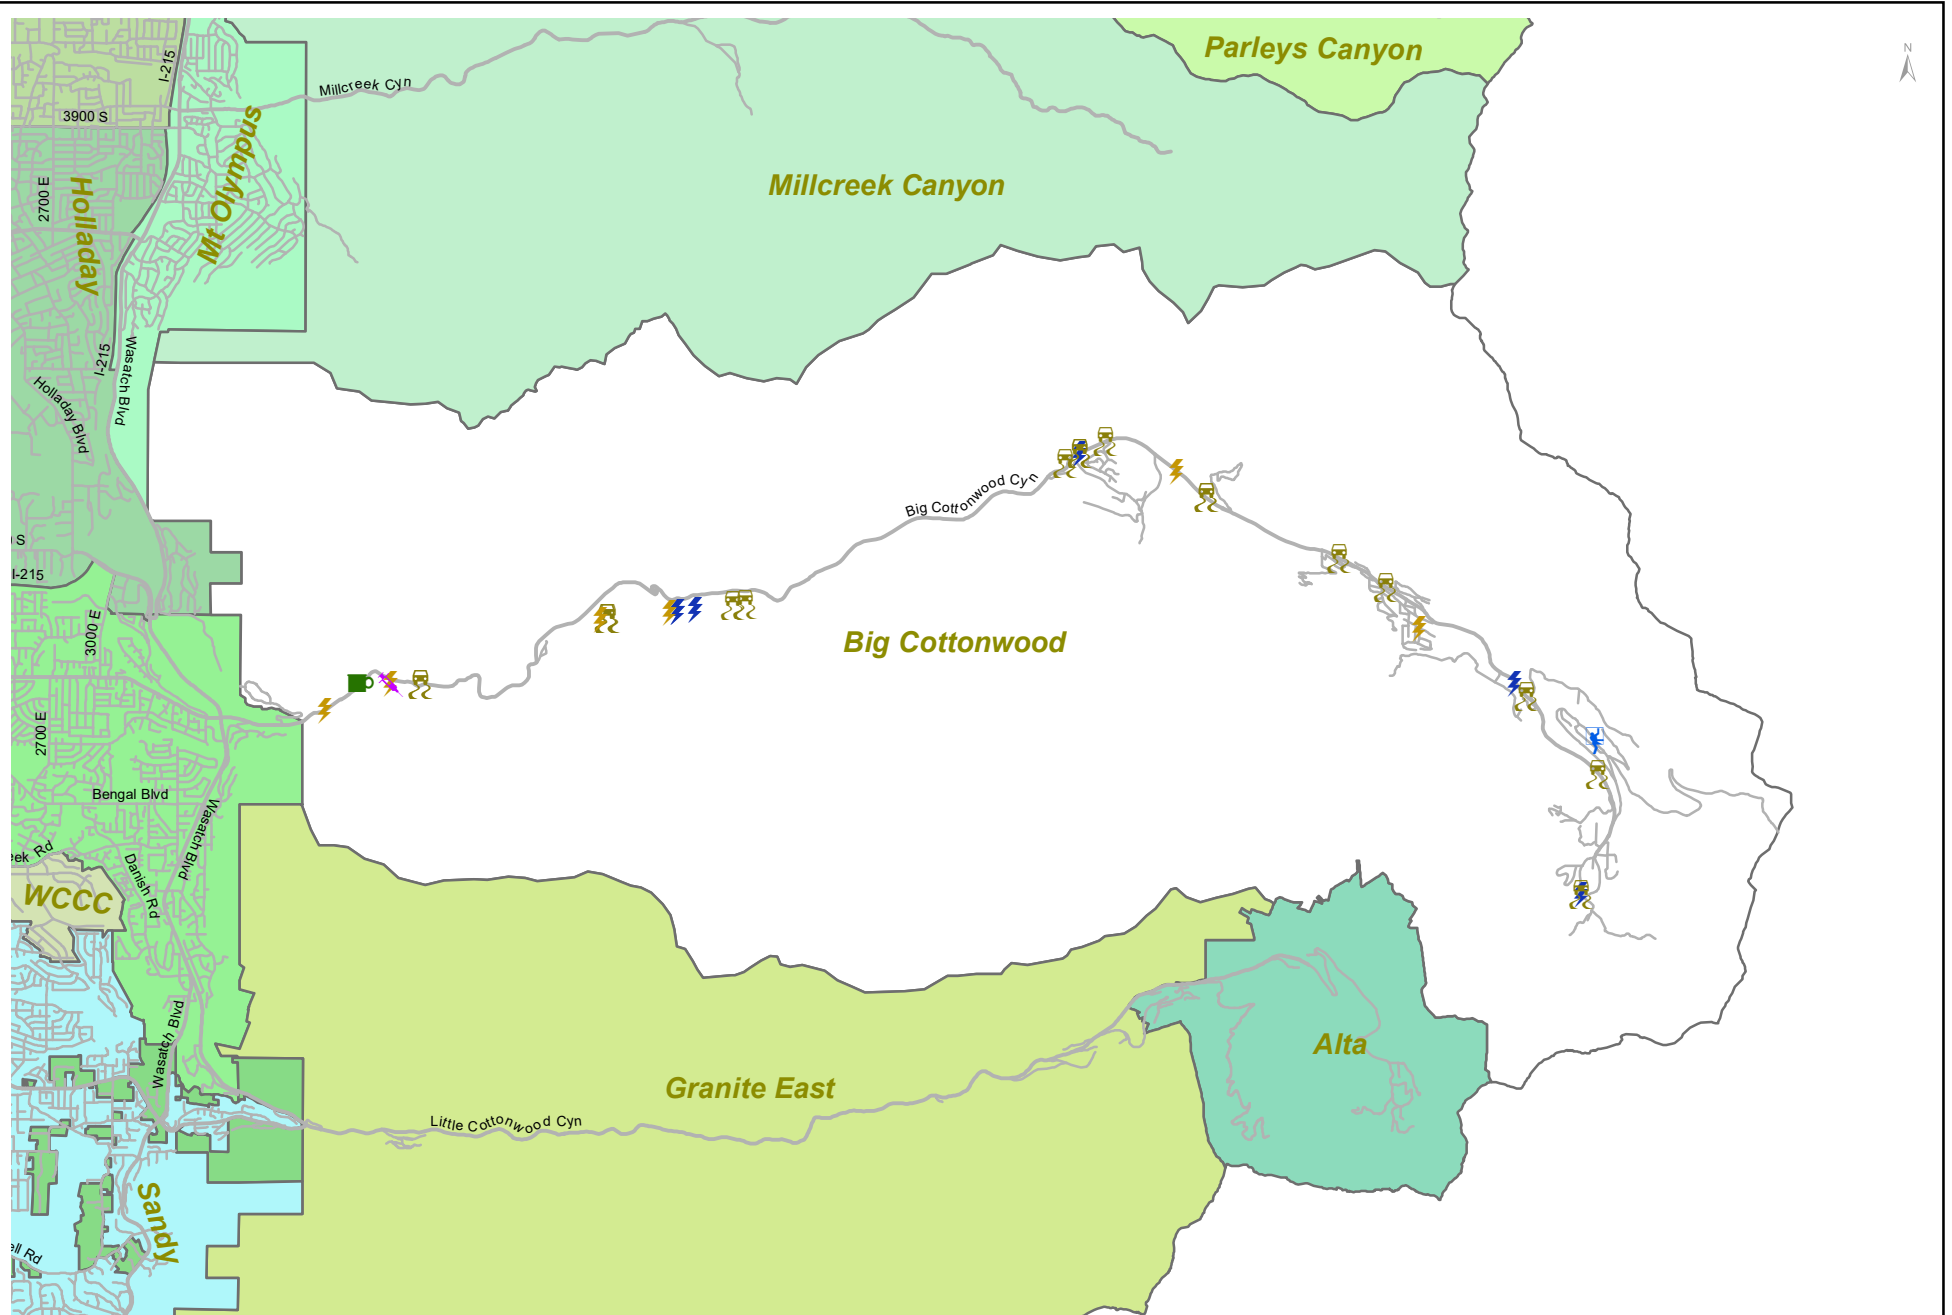 Parleys Canyon
N
I-215
Millcreek Cyn
3900 S
Mt Olympus
Holladay
2700 E
Millcreek Canyon
I-215
Wasatch Blvd
Holladay Blvd
Big Cottonwood Cyn
S
I-215
3000 E
Big Cottonwood
2700 E
Bengal Blvd
Wasatch Blvd
eek Rd
Danish Rd
WCCC
Wasatch Blvd
Alta
Granite East
Little Cottonwood Cyn
Sandy
ell Rd